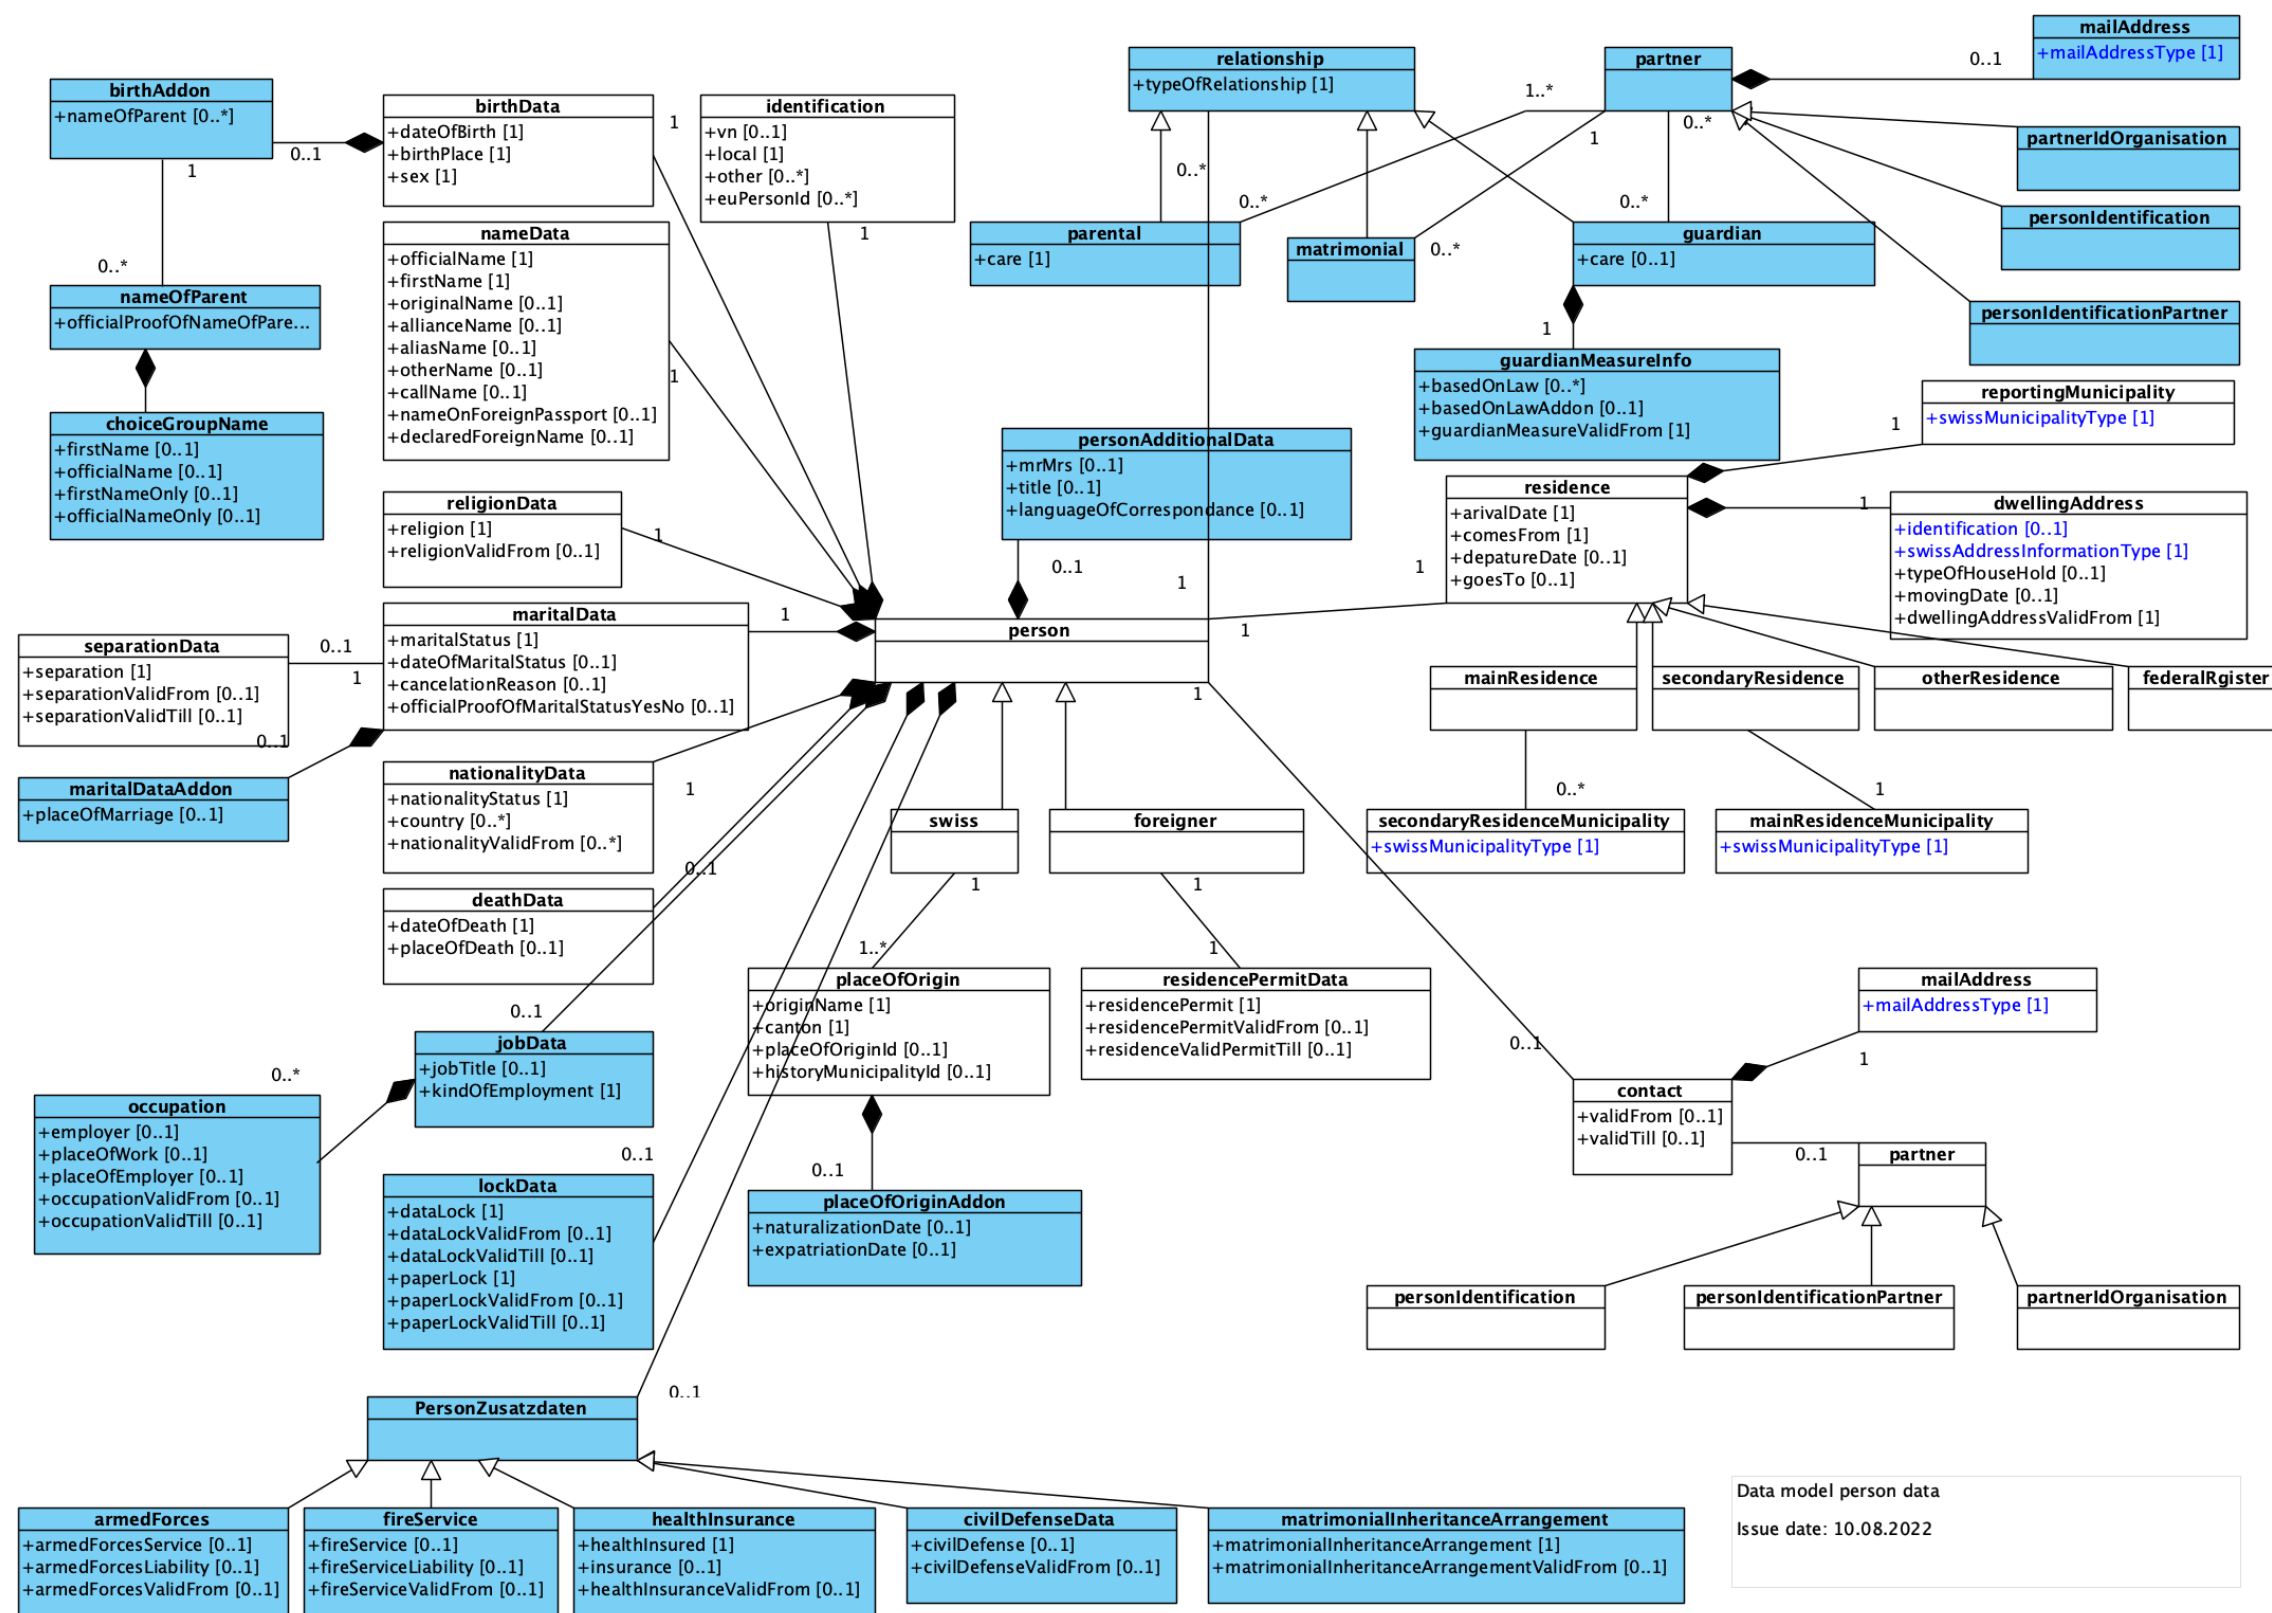 mailAddress
+mailAddressType [1]
0..1
relationship
+typeOfRelationship [1]
partner
1..*
1
0..*
birthAddon
+nameOfParent [0..*]
0..1
1
birthData
+dateOfBirth [1]
+birthPlace [1]
+sex [1]
1
identification
+vn [0..1]
+local [1]
+other [0..*]
+euPersonId [0..*]
1
partnerIdOrganisation
personIdentification
personIdentificationPartner
0..*
0..*
0..*
parental
+care [1]
matrimonial
0..*
guardian
+care [0..1]
1
guardianMeasureInfo
+basedOnLaw [0..*]
+basedOnLawAddon [0..1]
+guardianMeasureValidFrom [1]
0..*
nameOfParent
+officialProofOfNameOfPare...
choiceGroupName
+firstName [0..1]
+officialName [0..1]
+firstNameOnly [0..1]
+officialNameOnly [0..1]
nameData
+officialName [1]
+firstName [1]
+originalName [0..1]
+allianceName [0..1]
+aliasName [0..1]
+otherName [0..1]
+callName [0..1]
+nameOnForeignPassport [0..1]
+declaredForeignName [0..1]
1
reportingMunicipality
+swissMunicipalityType [1]
1
personAdditionalData
+mrMrs [0..1]
+title [0..1]
+languageOfCorrespondance [0..1]
0..1
1
residence
+arivalDate [1]
+comesFrom [1]
+depatureDate [0..1]
+goesTo [0..1]
1
1
dwellingAddress
+identification [0..1]
+swissAddressInformationType [1]
+typeOfHouseHold [0..1]
+movingDate [0..1]
+dwellingAddressValidFrom [1]
religionData
+religion [1]
+religionValidFrom [0..1]
1
maritalData
+maritalStatus [1]
+dateOfMaritalStatus [0..1]
+cancelationReason [0..1]
+officialProofOfMaritalStatusYesNo [0..1]
1
separationData
+separation [1]
+separationValidFrom [0..1]
+separationValidTill [0..1]
0..1
1
0..1
maritalDataAddon
+placeOfMarriage [0..1]
person
1
1
mainResidence
secondaryResidence
otherResidence
federalRgister
0..*
1
secondaryResidenceMunicipality
+swissMunicipalityType [1]
mainResidenceMunicipality
+swissMunicipalityType [1]
nationalityData
+nationalityStatus [1]
+country [0..*]
+nationalityValidFrom [0..*]
1
0..1
swiss
foreigner
1
1
deathData
+dateOfDeath [1]
+placeOfDeath [0..1]
1..*
1
placeOfOrigin
+originName [1]
+canton [1]
+placeOfOriginId [0..1]
+historyMunicipalityId [0..1]
residencePermitData
+residencePermit [1]
+residencePermitValidFrom [0..1]
+residenceValidPermitTill [0..1]
mailAddress
+mailAddressType [1]
0..1
1
0..1
jobData
+jobTitle [0..1]
+kindOfEmployment [1]
0..*
occupation
+employer [0..1]
+placeOfWork [0..1]
+placeOfEmployer [0..1]
+occupationValidFrom [0..1]
+occupationValidTill [0..1]
contact
+validFrom [0..1]
+validTill [0..1]
0..1
partner
0..1
lockData
+dataLock [1]
+dataLockValidFrom [0..1]
+dataLockValidTill [0..1]
+paperLock [1]
+paperLockValidFrom [0..1]
+paperLockValidTill [0..1]
0..1
placeOfOriginAddon
+naturalizationDate [0..1]
+expatriationDate [0..1]
personIdentification
personIdentificationPartner
partnerIdOrganisation
0..1
PersonZusatzdaten
armedForces
+armedForcesService [0..1]
+armedForcesLiability [0..1]
+armedForcesValidFrom [0..1]
fireService
+fireService [0..1]
+fireServiceLiability [0..1]
+fireServiceValidFrom [0..1]
healthInsurance
+healthInsured [1]
+insurance [0..1]
+healthInsuranceValidFrom [0..1]
civilDefenseData
+civilDefense [0..1]
+civilDefenseValidFrom [0..1]
matrimonialInheritanceArrangement
+matrimonialInheritanceArrangement [1]
+matrimonialInheritanceArrangementValidFrom [0..1]
Data model person data
Issue date: 10.08.2022